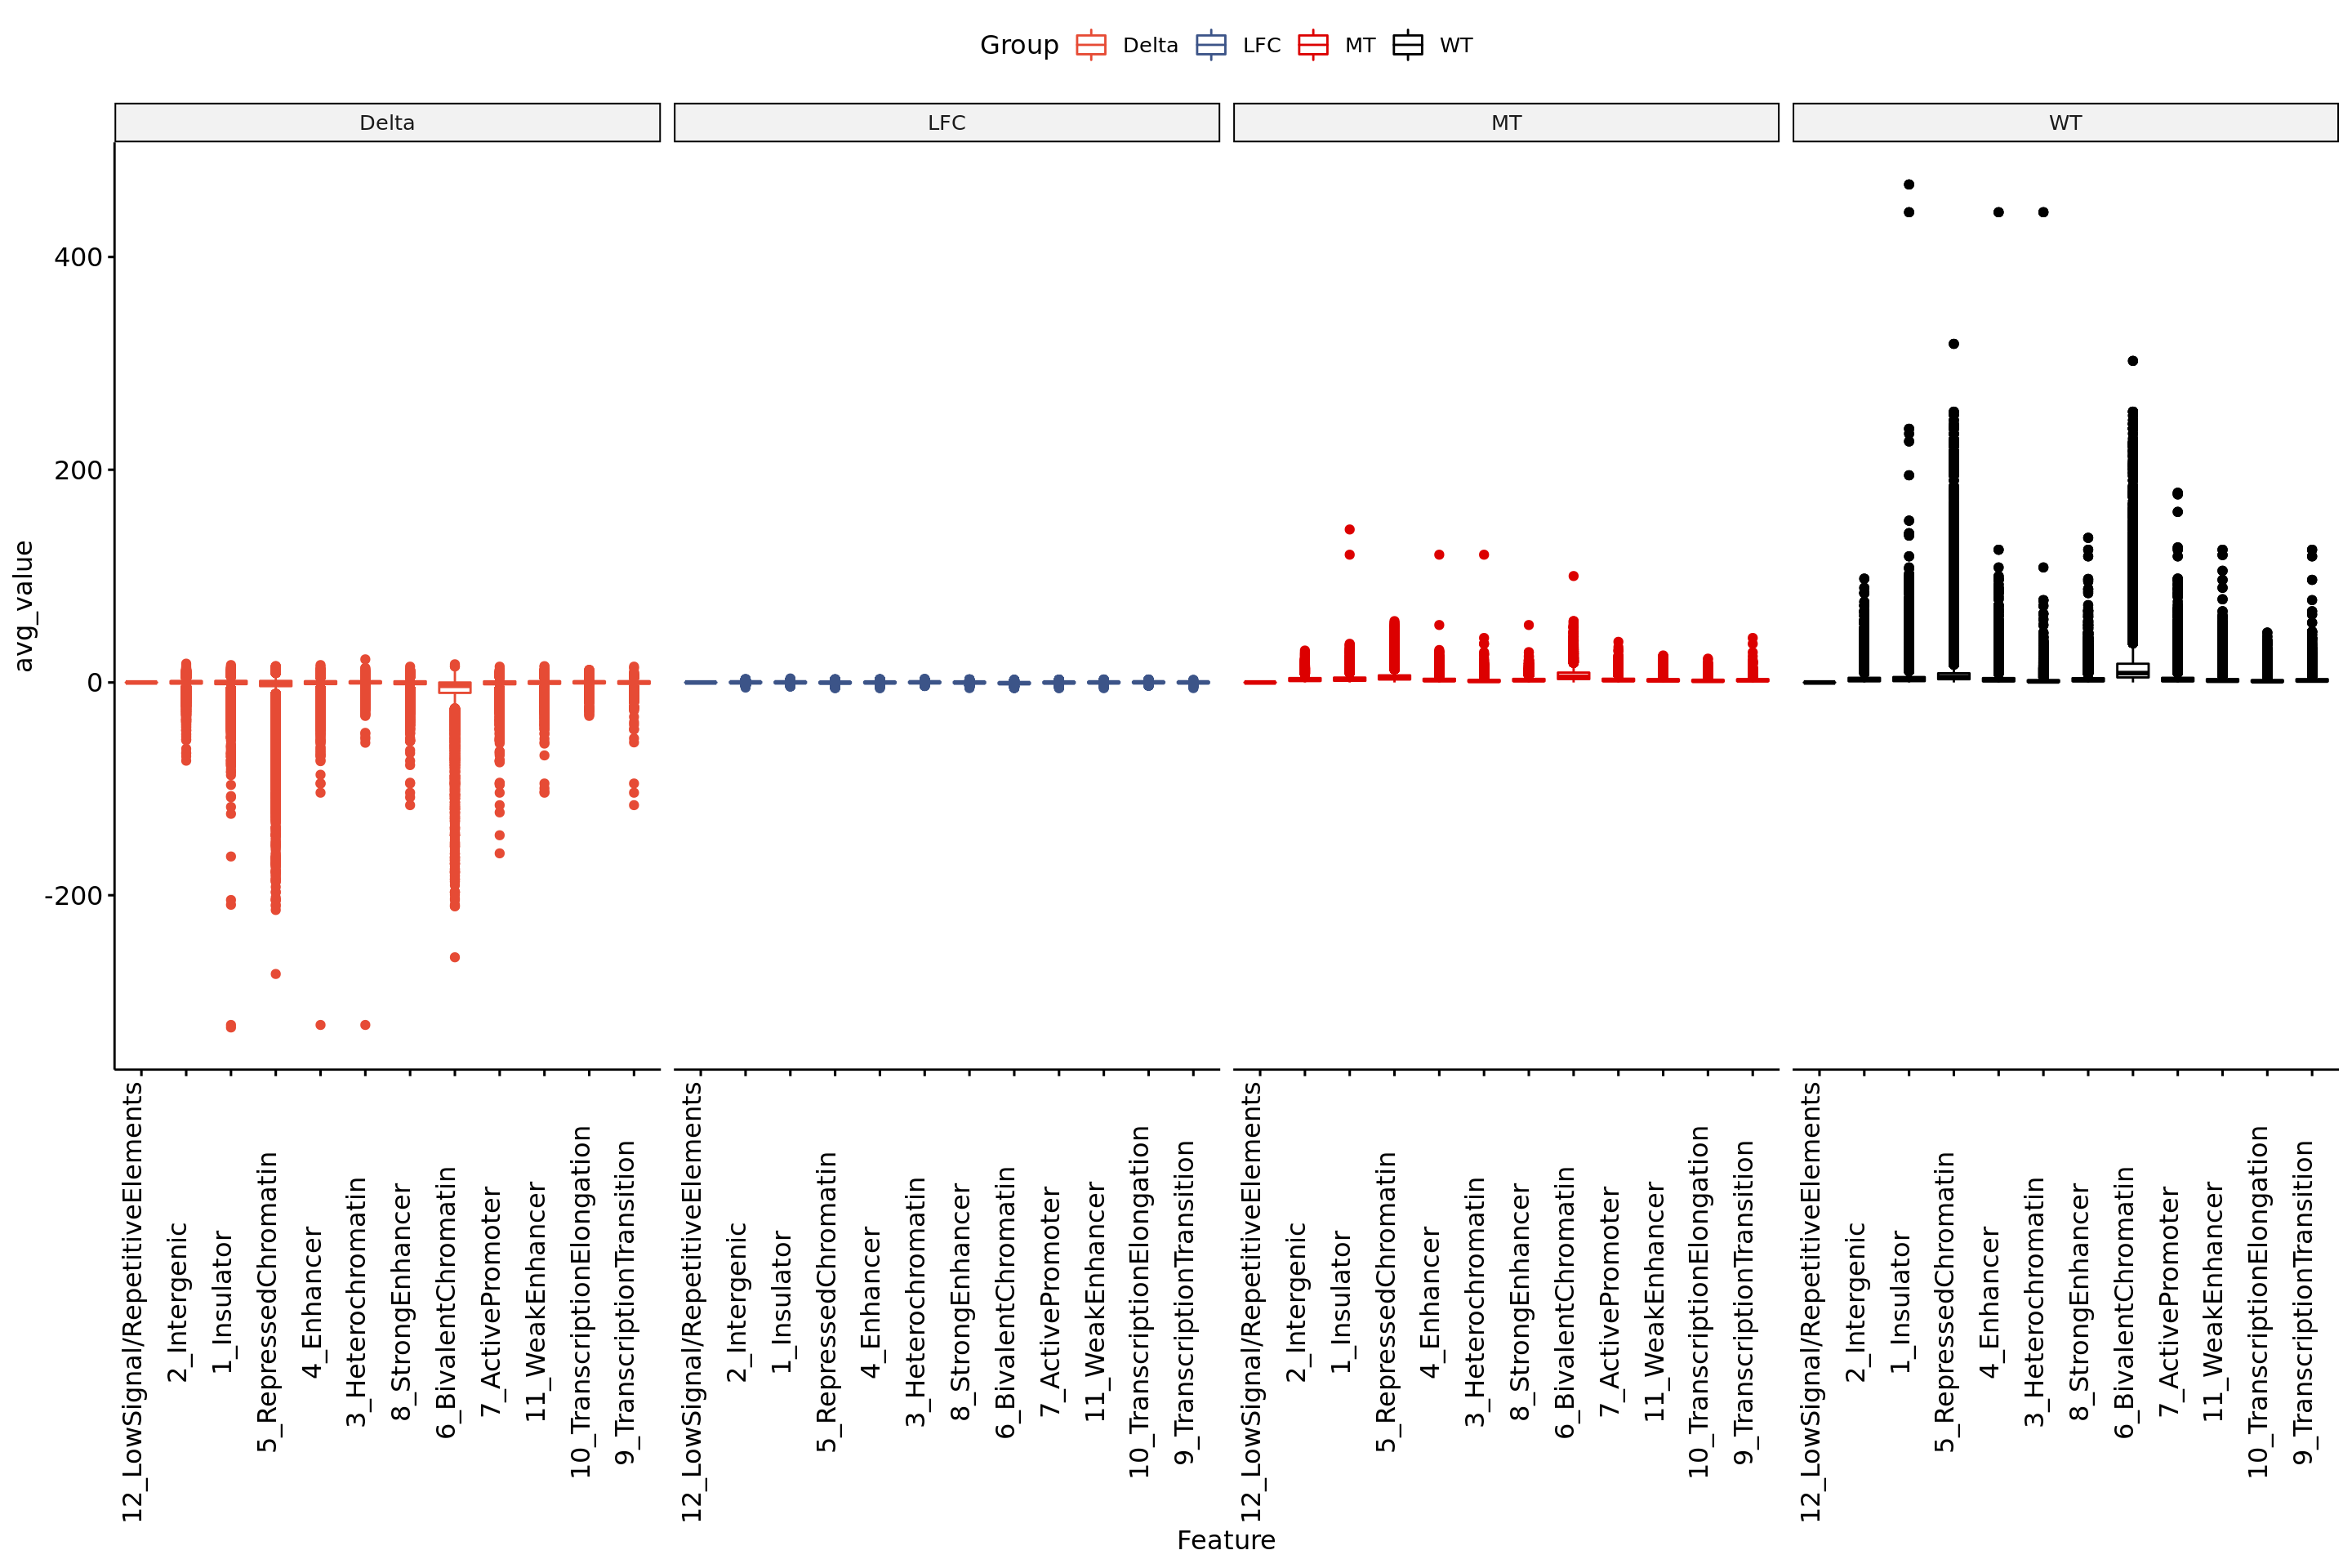 Group Delta LFC MT WT
Delta LFC MT WT
avg_value
400
200
0
-200
12_LowSignal/RepetitiveElements
2_Intergenic
1_Insulator
5_RepressedChromatin
4_Enhancer
3_Heterochromatin
8_StrongEnhancer
6_BivalentChromatin
7_ActivePromoter
11_WeakEnhancer
10_TranscriptionElongation
9_TranscriptionTransition
12_LowSignal/RepetitiveElements
2_Intergenic
1_Insulator
5_RepressedChromatin
4_Enhancer
3_Heterochromatin
8_StrongEnhancer
6_BivalentChromatin
7_ActivePromoter
11_WeakEnhancer
10_TranscriptionElongation
9_TranscriptionTransition
12_LowSignal/RepetitiveElements
2_Intergenic
1_Insulator
5_RepressedChromatin
4_Enhancer
3_Heterochromatin
8_StrongEnhancer
6_BivalentChromatin
7_ActivePromoter
11_WeakEnhancer
10_TranscriptionElongation
9_TranscriptionTransition
12_LowSignal/RepetitiveElements
2_Intergenic
1_Insulator
5_RepressedChromatin
4_Enhancer
3_Heterochromatin
8_StrongEnhancer
6_BivalentChromatin
7_ActivePromoter
11_WeakEnhancer
10_TranscriptionElongation
9_TranscriptionTransition
Feature